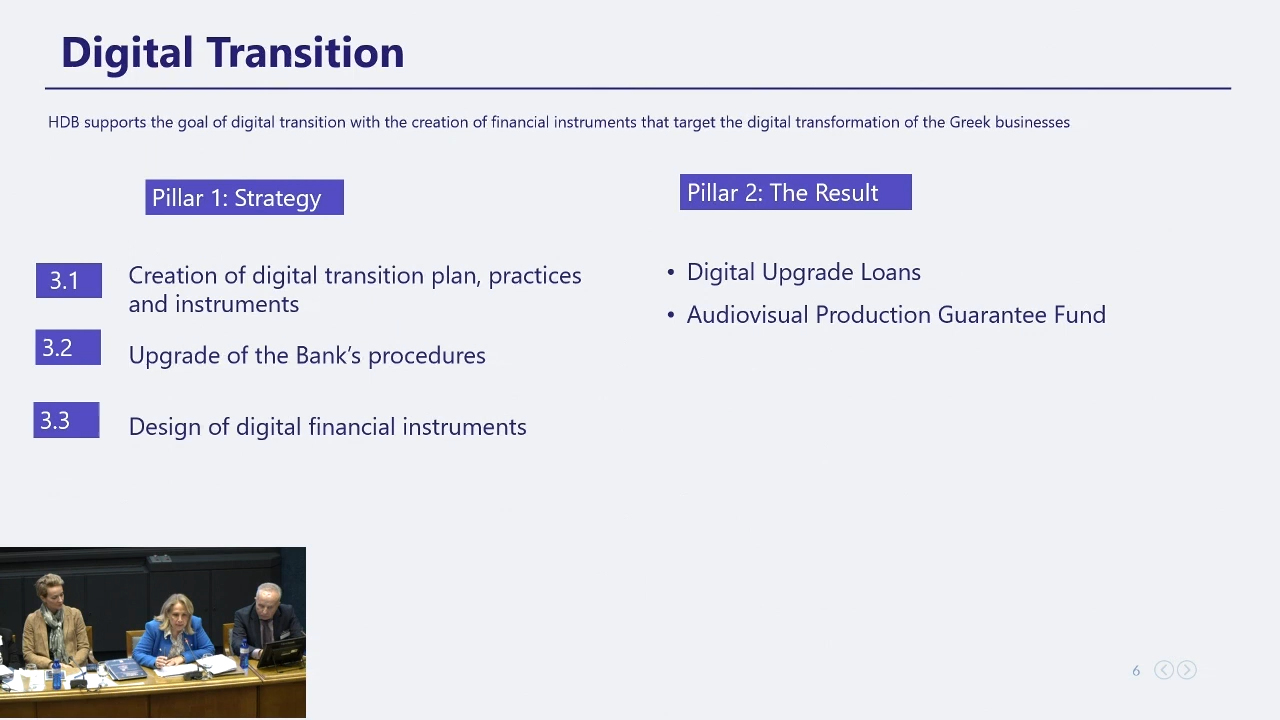 Digital Transition
HDB supports the goal of digital transition with the creation of financial instruments that target the digital transformation of the Greek businesses
Pillar 1: Strategy
3.1
Creation of digital transition plan, practices
and instruments
3.2
Upgrade of the Bank’s procedures
3.3
Design of digital financial instruments
Pillar 2: The Result
• Digital Upgrade Loans
• Audiovisual Production Guarantee Fund
6